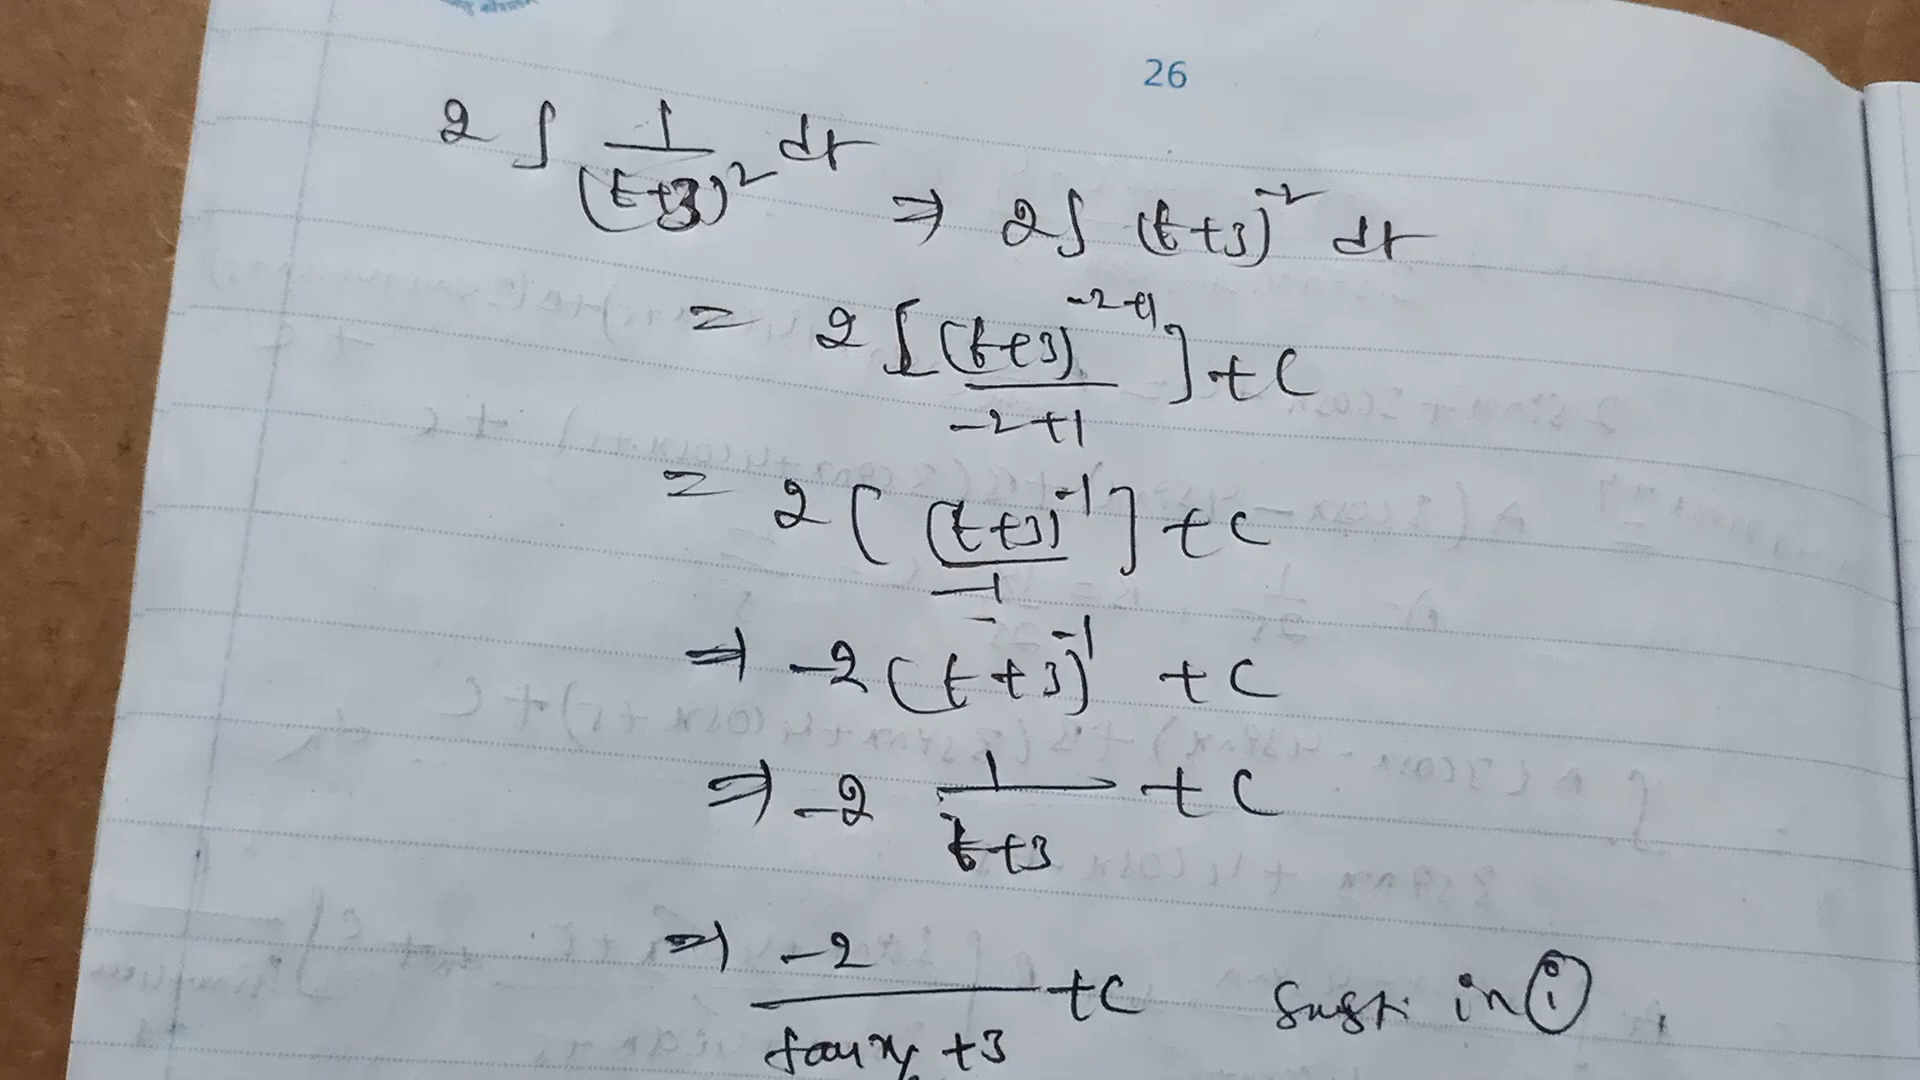 26
2 ∫ 1/(t+3)² dt ⇒ 2∫ (t+3)⁻² dt
= 2 [(t+3)⁻²⁺¹/-2+1] + C
= 2 [(t+3)⁻¹/-1] + C
⇒ -2 (t+3)⁻¹ + C
⇒ -2 1/t+3 + C
⇒ -2/tan x/2 + 3 + C in ①